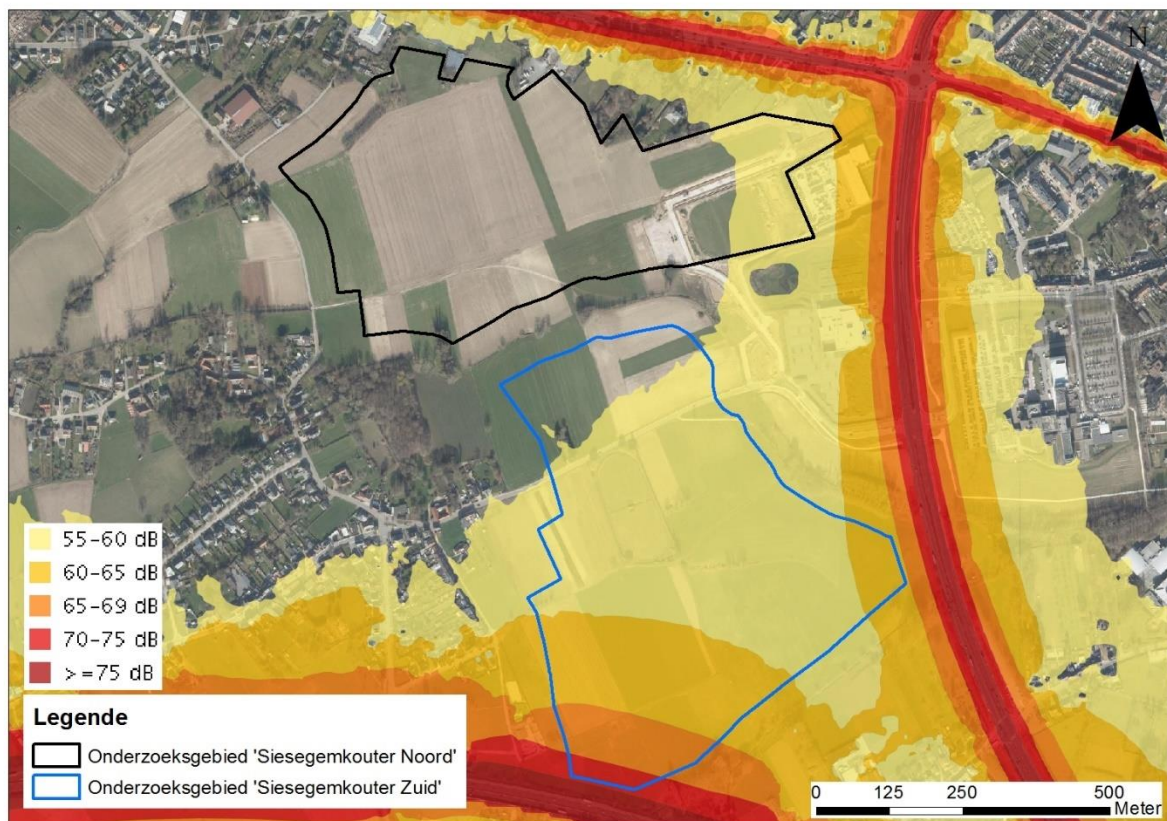 N
55-60 dB
60-65 dB
65-69 dB
70-75 dB
>=75 dB
Legende
Onderzoeksgebied 'Siesegemkouter Noord'
Onderzoeksgebied 'Siesegemkouter Zuid'
0 125 250 500
Meter